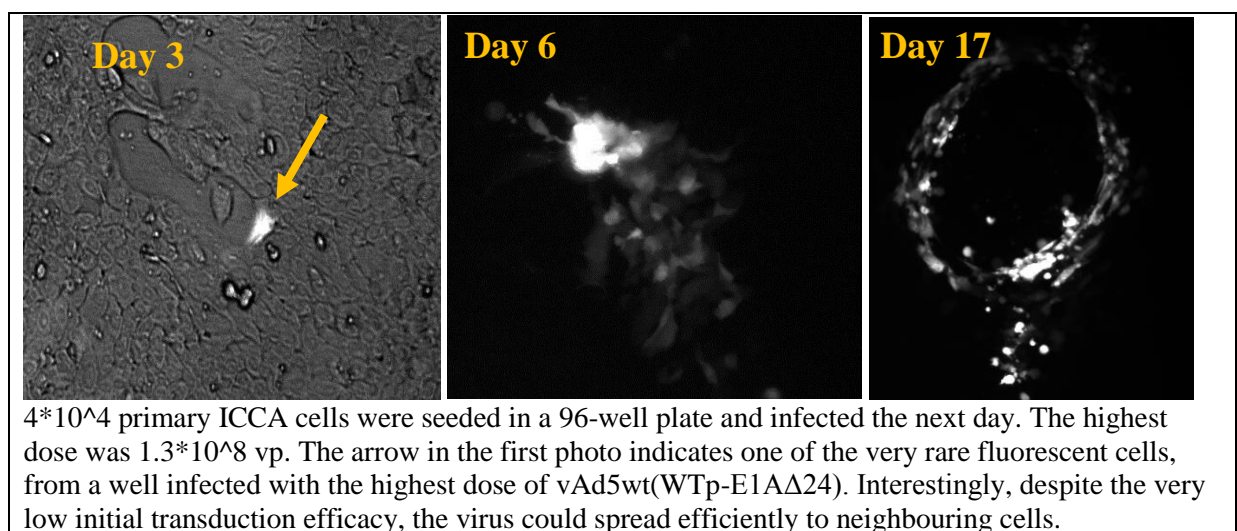 Day 3
Day 6
Day 17
4*10^4 primary ICCA cells were seeded in a 96-well plate and infected the next day. The highest
dose was 1.3*10^8 vp. The arrow in the first photo indicates one of the very rare fluorescent cells,
from a well infected with the highest dose of vAd5wt(WTp-E1AΔ24). Interestingly, despite the very
low initial transduction efficacy, the virus could spread efficiently to neighbouring cells.